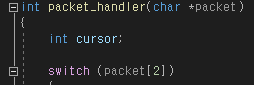 int packet_handler(char *packet)
{
int cursor;
switch (packet[2])
{